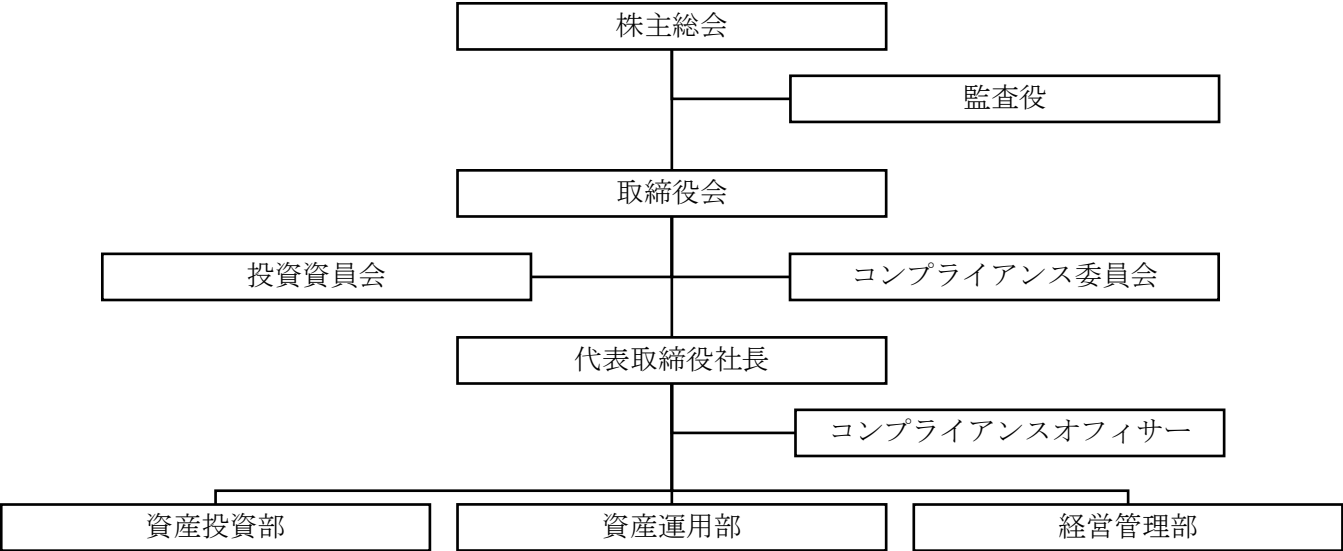 株主総会
監査役
取締役会
投資資員会
コンプライアンス委員会
代表取締役社長
コンプライアンスオフィサー
資産投資部
資産運用部
経営管理部